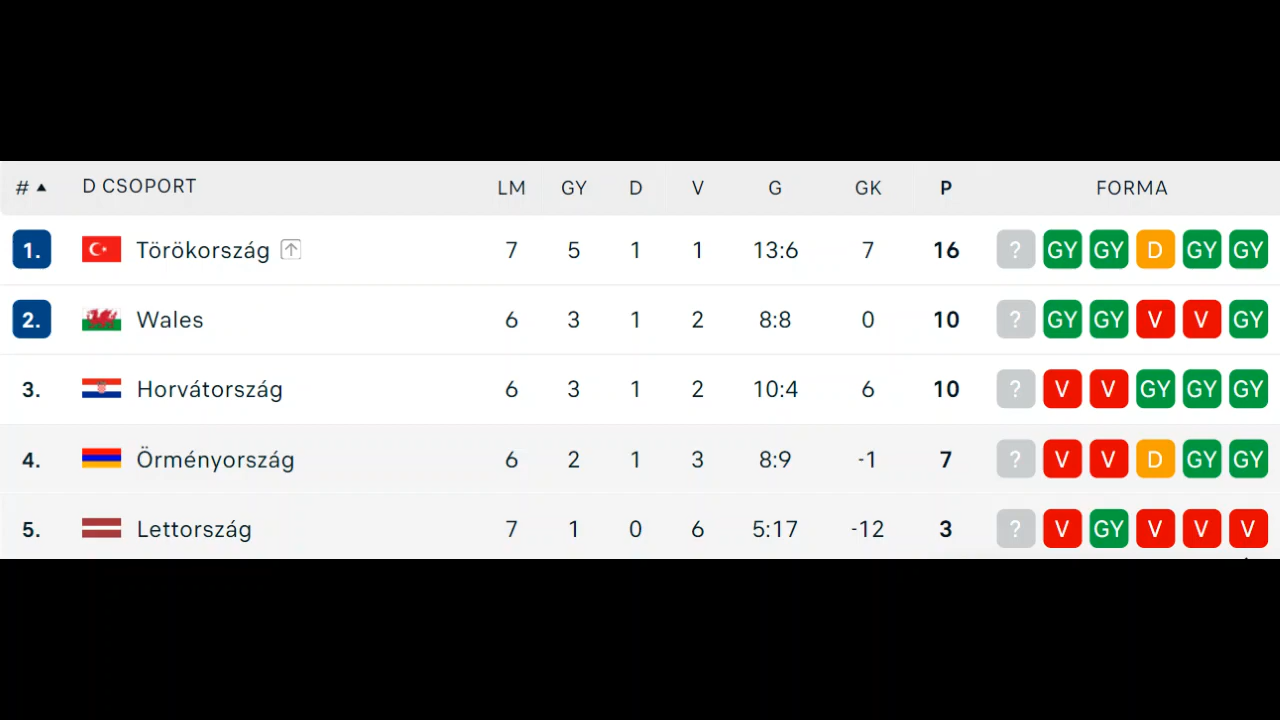 # ▲ D CSOPORT LM GY D V G GK P FORMA
1. Törökország 7 5 1 1 13:6 7 16 ? GY GY D GY GY
2. Wales 6 3 1 2 8:8 0 10 ? GY GY V V GY
3. Horvátország 6 3 1 2 10:4 6 10 ? V V GY GY GY
4. Örményország 6 2 1 3 8:9 -1 7 ? V V D GY GY
5. Lettország 7 1 0 6 5:17 -12 3 ? V GY V V V